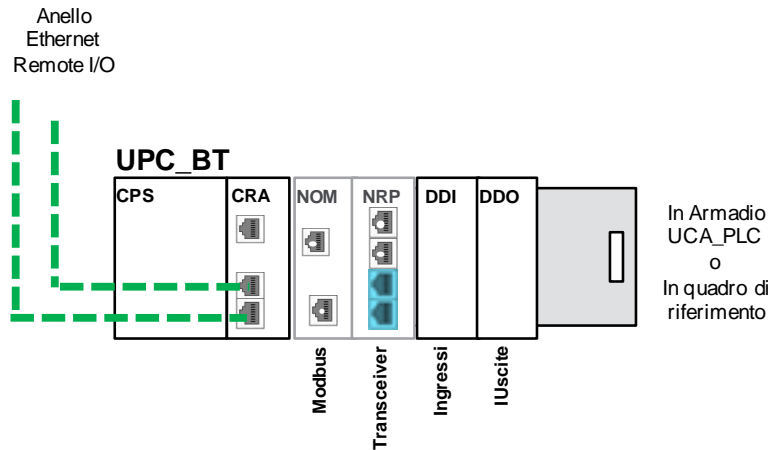 Anello
Ethernet
Remote I/O
UPC_BT
CPS
CRA
NOM
NRP
DDI
DDO
In Armadio
UCA_PLC
o
In quadro di
riferimento
Modbus
Transceiver
Ingressi
IUscite